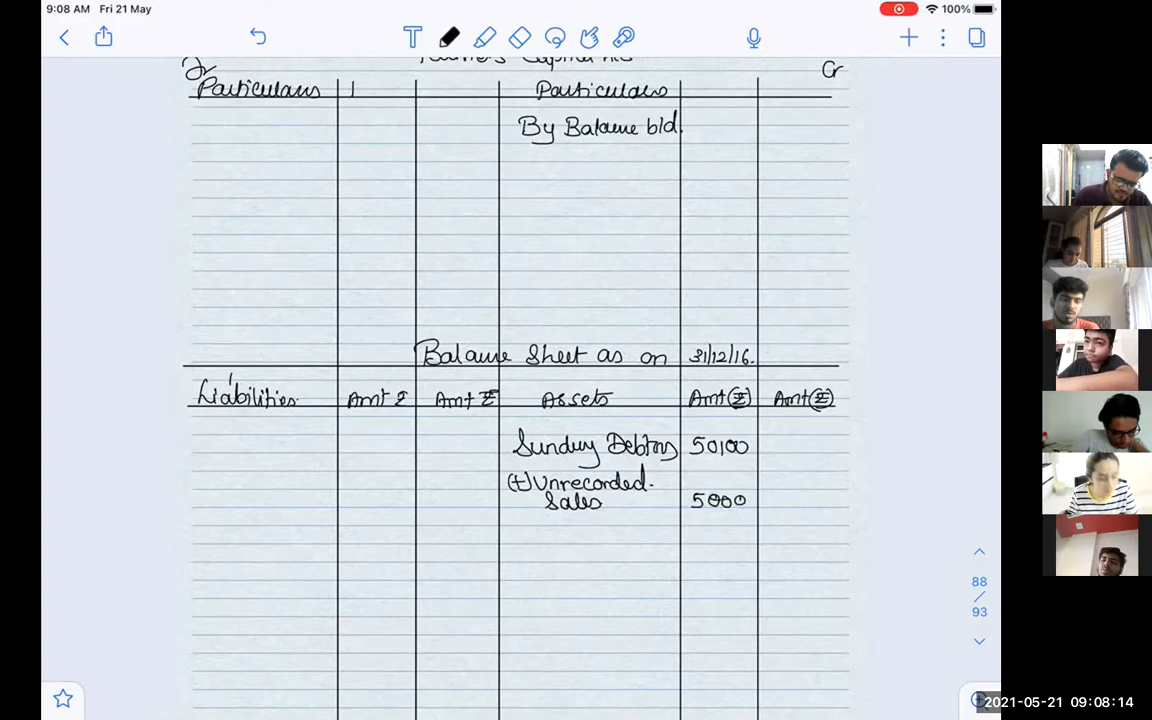 9:08 AM Fri 21 May
100%
Dr Capital Cr
Particulars Particulars
By Balance b/d.
Balance Sheet as on 31/12/16.
Liabilities. Amt ₹ Amt ₹ Assets Amt(₹) Amt(₹)
Sundry Debtors 50100
(+) Unrecorded.
Sales 5000
88
/
93
2021-05-21 09:08:14